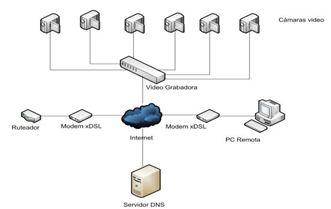 Cámaras video
Video Grabadora
Ruteador
Modem xDSL
Internet
Modem xDSL
PC Remota
Servidor DNS